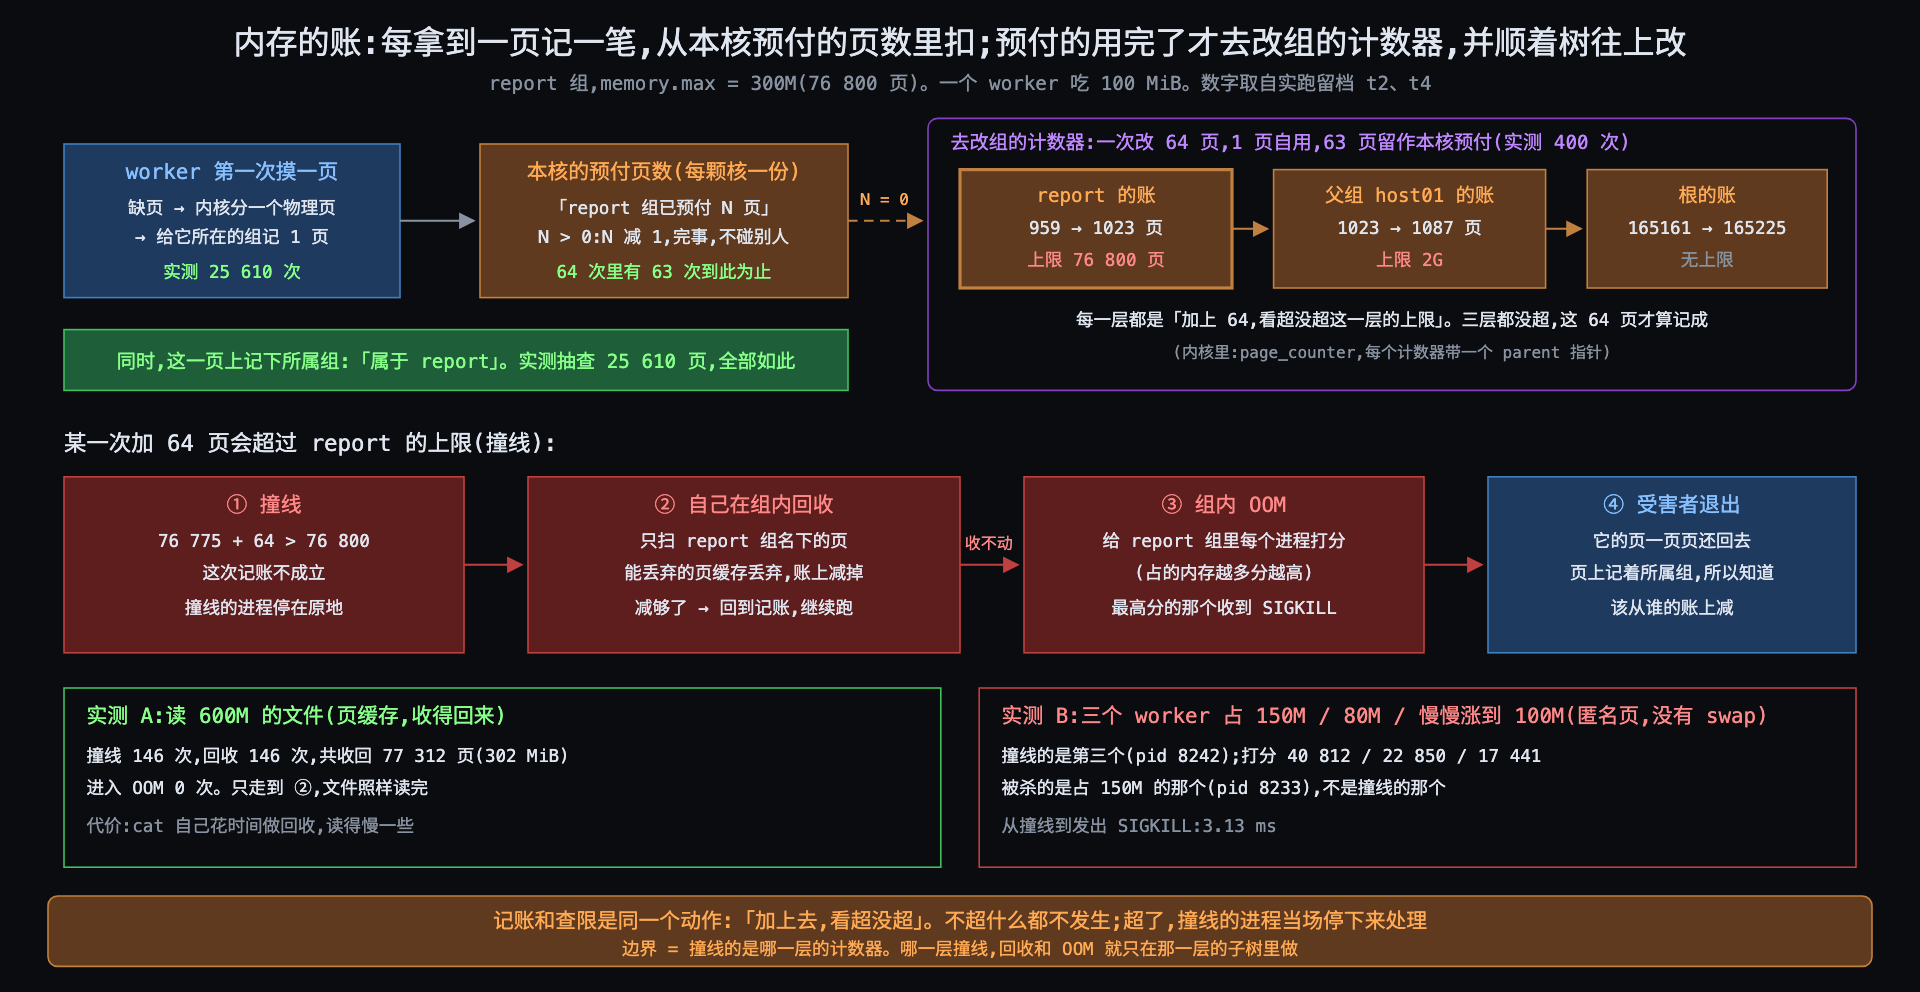 内存的账:每拿到一页记一笔,从本核预付的页数里扣;预付的用完了才去改组的计数器,并顺着树往上改
report 组,memory.max = 300M(76 800 页)。一个 worker 吃 100 MiB。数字取自实跑留档 t2、t4
worker 第一次摸一页
缺页 → 内核分一个物理页
→ 给它所在的组记 1 页
实测 25 610 次
本核的预付页数(每颗核一份)
「report 组已预付 N 页」
N > 0:N 减 1,完事,不碰别人
64 次里有 63 次到此为止
N = 0
去改组的计数器:一次改 64 页,1 页自用,63 页留作本核预付(实测 400 次)
report 的账
959 → 1023 页
上限 76 800 页
父组 host01 的账
1023 → 1087 页
上限 2G
根的账
165161 → 165225
无上限
每一层都是「加上 64,看超没超这一层的上限」。三层都没超,这 64 页才算记成
(内核里:page_counter,每个计数器带一个 parent 指针)
同时,这一页上记下所属组:「属于 report」。实测抽查 25 610 页,全部如此
某一次加 64 页会超过 report 的上限(撞线):
① 撞线
76 775 + 64 > 76 800
这次记账不成立
撞线的进程停在原地
② 自己在组内回收
只扫 report 组名下的页
能丢弃的页缓存丢弃,账上减掉
减够了 → 回到记账,继续跑
收不动
③ 组内 OOM
给 report 组里每个进程打分
(占的内存越多分越高)
最高分的那个收到 SIGKILL
④ 受害者退出
它的页一页页还回去
页上记着所属组,所以知道
该从谁的账上减
实测 A:读 600M 的文件(页缓存,收得回来)
撞线 146 次,回收 146 次,共收回 77 312 页(302 MiB)
进入 OOM 0 次。只走到 ②,文件照样读完
代价:cat 自己花时间做回收,读得慢一些
实测 B:三个 worker 占 150M / 80M / 慢慢涨到 100M(匿名页,没有 swap)
撞线的是第三个(pid 8242);打分 40 812 / 22 850 / 17 441
被杀的是占 150M 的那个(pid 8233),不是撞线的那个
从撞线到发出 SIGKILL:3.13 ms
记账和查限是同一个动作:「加上去,看超没超」。不超什么都不发生;超了,撞线的进程当场停下来处理
边界 = 撞线的是哪一层的计数器。哪一层撞线,回收和 OOM 就只在那一层的子树里做